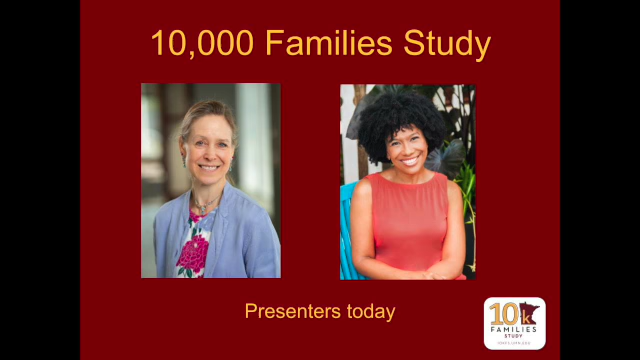 10,000 Families Study
Presenters today
10k
FAMILIES
STUDY